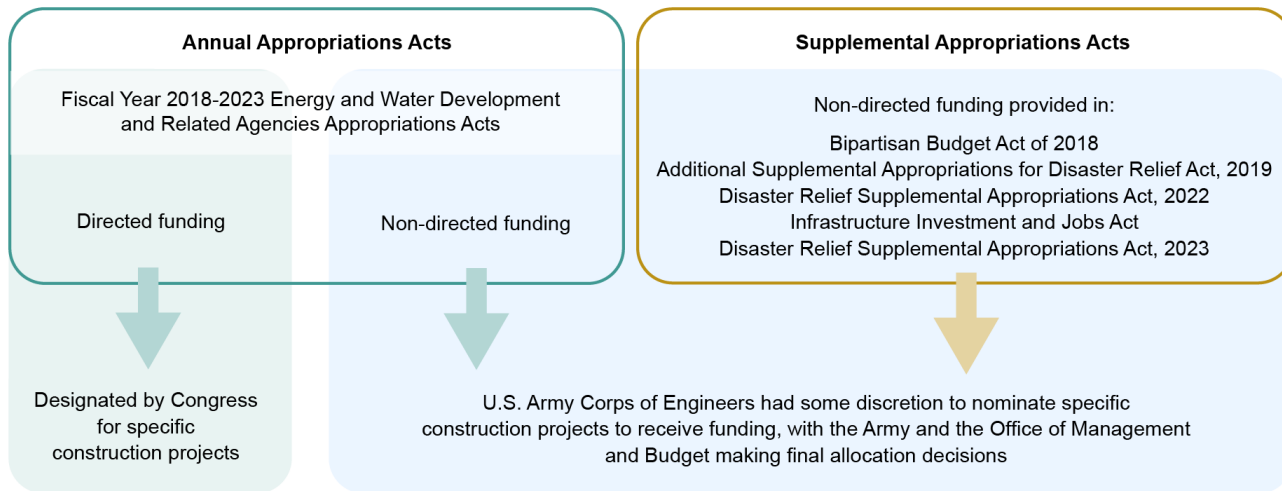 Annual Appropriations Acts
Fiscal Year 2018-2023 Energy and Water Development
and Related Agencies Appropriations Acts
Directed funding
Non-directed funding
Supplemental Appropriations Acts
Non-directed funding provided in:
Bipartisan Budget Act of 2018
Additional Supplemental Appropriations for Disaster Relief Act, 2019
Disaster Relief Supplemental Appropriations Act, 2022
Infrastructure Investment and Jobs Act
Disaster Relief Supplemental Appropriations Act, 2023
Designated by Congress
for specific
construction projects
U.S. Army Corps of Engineers had some discretion to nominate specific
construction projects to receive funding, with the Army and the Office of Management
and Budget making final allocation decisions